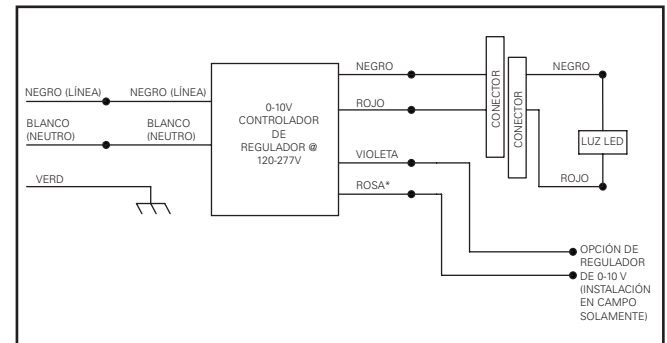 NEGRO (LÍNEA)
NEGRO (LÍNEA)
BLANCO
(NEUTRO)
BLANCO
(NEUTRO)
VERD
0-10V
CONTROLADOR
DE
REGULADOR @
120-277V
NEGRO
ROJO
VIOLETA
ROSA*
CONECTOR
CONECTOR
NEGRO
LUZ LED
ROJO
OPCIÓN DE
REGULADOR
DE 0-10 V
(INSTALACIÓN
EN CAMPO
SOLAMENTE)